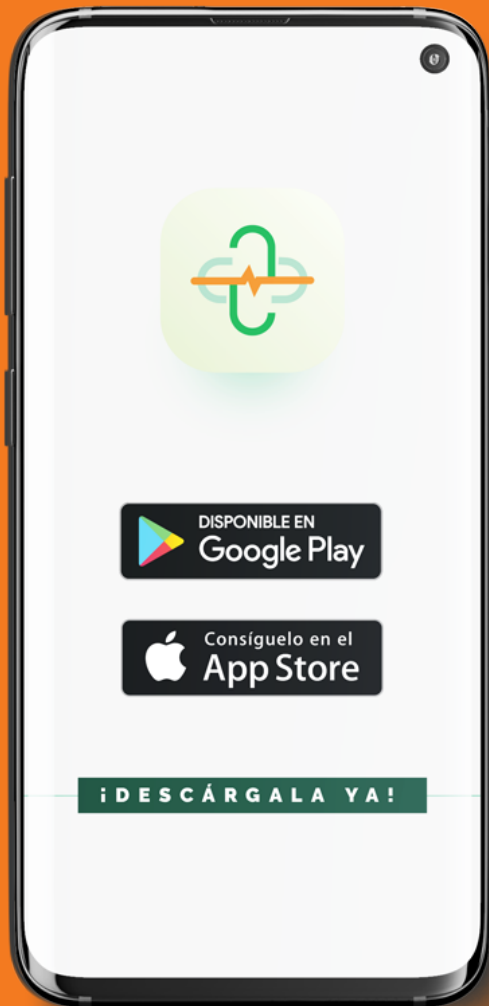 DISPONIBLE EN
Google Play
Consíguelo en el
App Store
¡DESCÁRGALA YA!